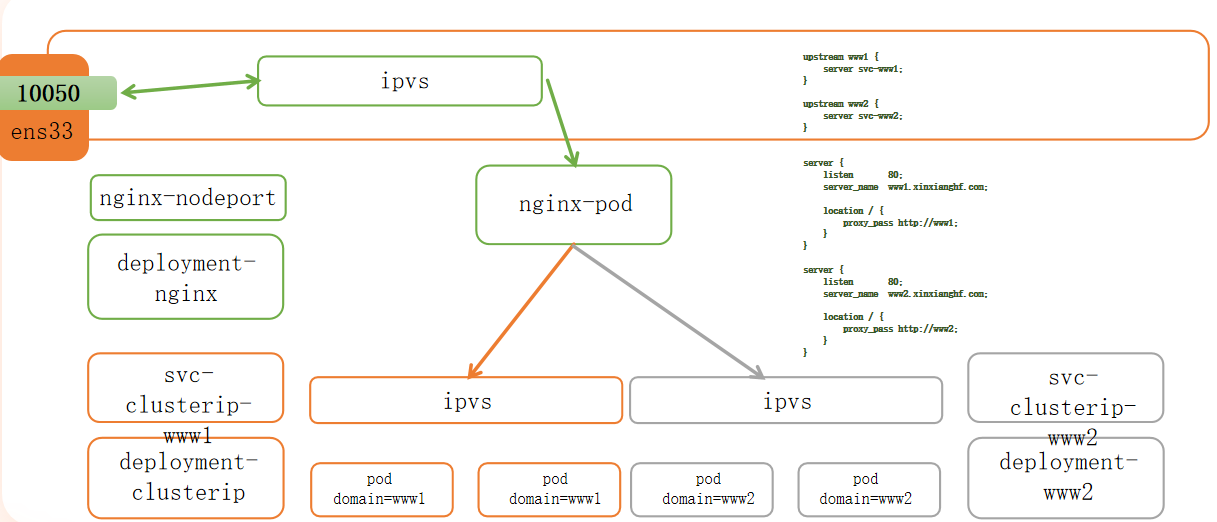 10050
ens33
ipvs
upstream www1 {
server svc-www1;
}
upstream www2 {
server svc-www2;
}
nginx-nodeport
deployment-
nginx
nginx-pod
server {
listen 80;
server_name www1.xinxianghf.com;
location / {
proxy_pass http://www1;
}
}
server {
listen 80;
server_name www2.xinxianghf.com;
location / {
proxy_pass http://www2;
}
}
svc-
clusterip-
www1
ipvs
ipvs
svc-
clusterip-
www2
deployment-
clusterip
pod
domain=www1
pod
domain=www1
pod
domain=www2
pod
domain=www2
deployment-
www2